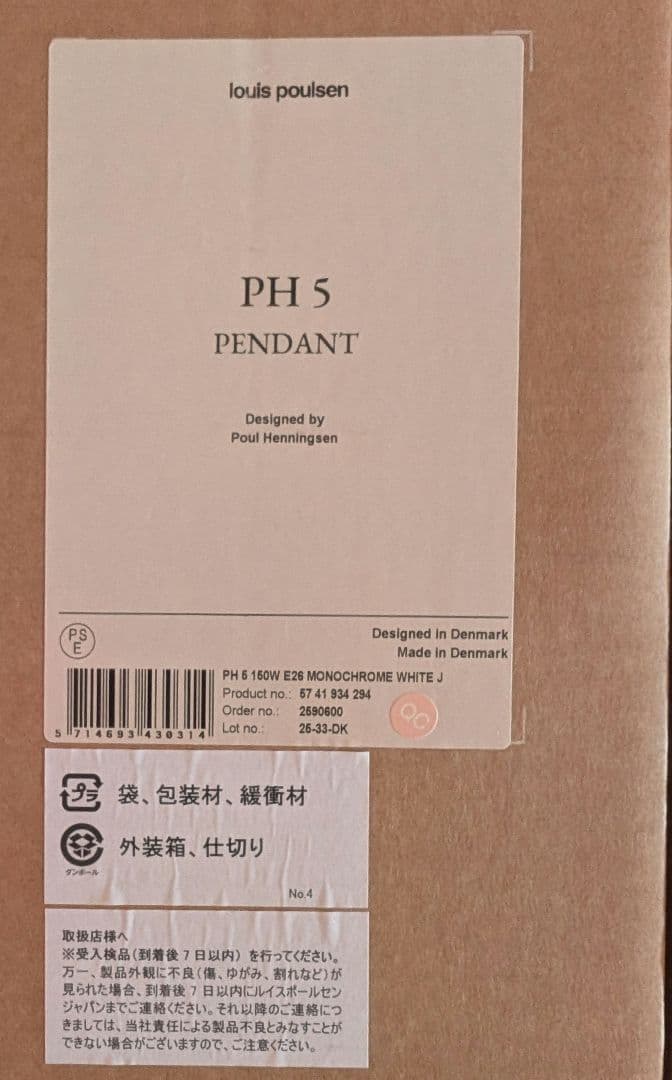 louis poulsen
PH 5
PENDANT
Designed by
Poul Henningsen
PS
E
Designed in Denmark
Made in Denmark
PH 5 150W E26 MONOCHROME WHITE J
Product no.: 57 41 934 294
Order no.: 2590600
Lot no.: 25-33-DK
QC
5 714693 430314
プラ 袋、包装材、緩衝材
外装箱、仕切り
ダンボール
No.4
取扱店様へ
※受入検品(到着後7日以内)を行ってください。
万一、製品外観に不良(傷、ゆがみ、割れなど)が
見られた場合、到着後7日以内にルイスポールセン
ジャパンまでご連絡ください。それ以降のご連絡につ
きましては、当社責任による製品不良とみなすことが
できない場合がございますので、ご注意ください。